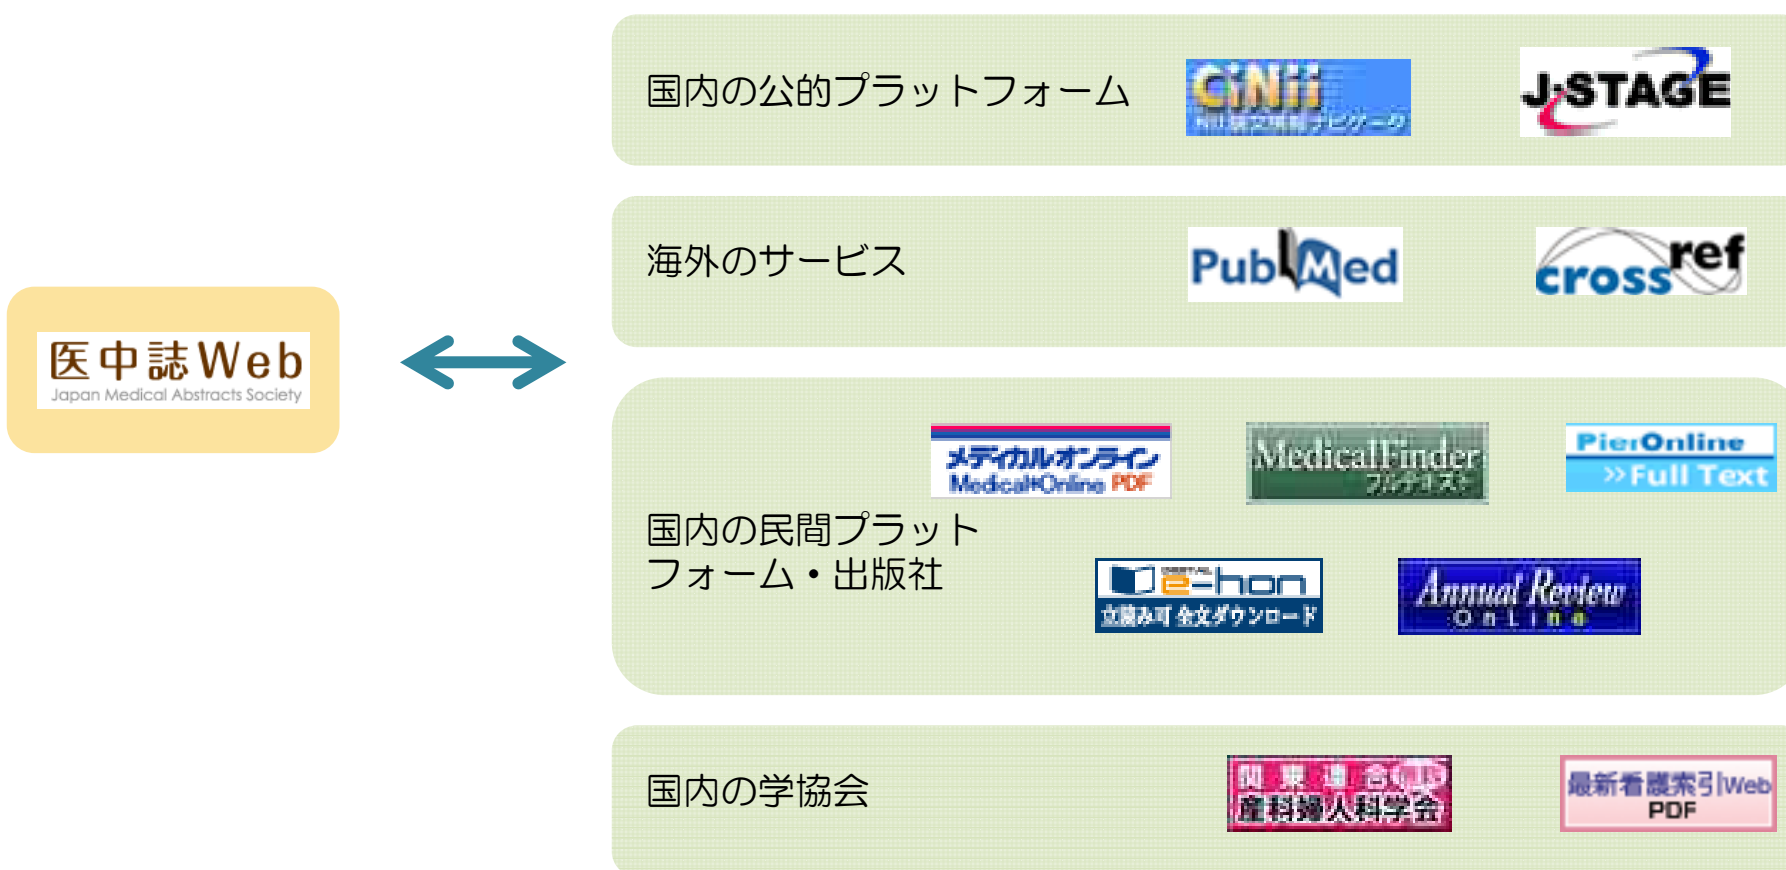 国内の公的プラットフォーム
CiNii
NII論文情報ナビゲータ
J-STAGE
海外のサービス
PubMed
crossref
医中誌Web
Japan Medical Abstracts Society
メディカルオンライン
Medical*Online PDF
MedicalFinder
フルテキスト
PierOnline
>>Full Text
国内の民間プラット
フォーム・出版社
DIGITAL
e-hon
立読み可 全文ダウンロード
Annual Review
OnLine
国内の学協会
関東連合
産科婦人科学会
最新看護索引Web
PDF